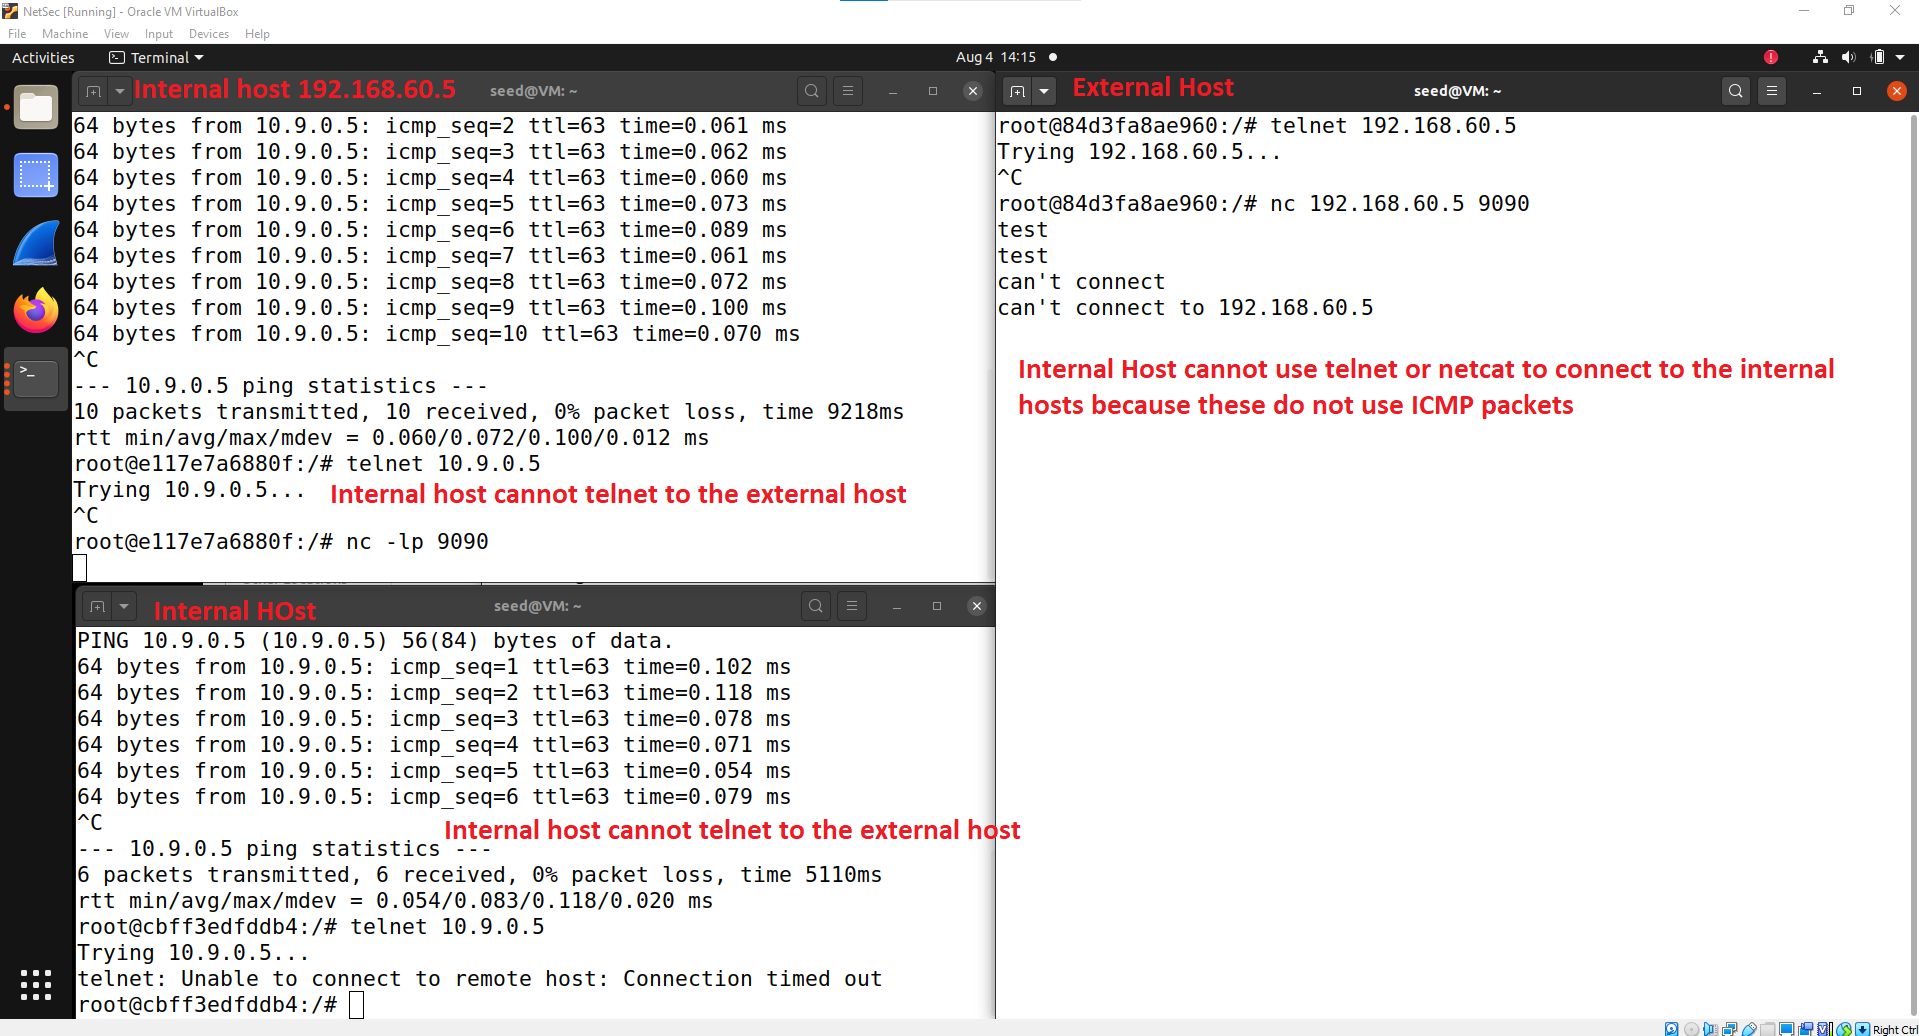 NetSec [Running] - Oracle VM VirtualBox
File Machine View Input Devices Help
Activities Terminal Aug 4 14:15
Internal host 192.168.60.5 seed@VM: ~
64 bytes from 10.9.0.5: icmp_seq=2 ttl=63 time=0.061 ms
64 bytes from 10.9.0.5: icmp_seq=3 ttl=63 time=0.062 ms
64 bytes from 10.9.0.5: icmp_seq=4 ttl=63 time=0.060 ms
64 bytes from 10.9.0.5: icmp_seq=5 ttl=63 time=0.073 ms
64 bytes from 10.9.0.5: icmp_seq=6 ttl=63 time=0.089 ms
64 bytes from 10.9.0.5: icmp_seq=7 ttl=63 time=0.061 ms
64 bytes from 10.9.0.5: icmp_seq=8 ttl=63 time=0.072 ms
64 bytes from 10.9.0.5: icmp_seq=9 ttl=63 time=0.100 ms
64 bytes from 10.9.0.5: icmp_seq=10 ttl=63 time=0.070 ms
^C
--- 10.9.0.5 ping statistics ---
10 packets transmitted, 10 received, 0% packet loss, time 9218ms
rtt min/avg/max/mdev = 0.060/0.072/0.100/0.012 ms
root@e117e7a6880f:/# telnet 10.9.0.5
Trying 10.9.0.5...
Internal host cannot telnet to the external host
^C
root@e117e7a6880f:/# nc -lp 9090
Internal HOst seed@VM: ~
PING 10.9.0.5 (10.9.0.5) 56(84) bytes of data.
64 bytes from 10.9.0.5: icmp_seq=1 ttl=63 time=0.102 ms
64 bytes from 10.9.0.5: icmp_seq=2 ttl=63 time=0.118 ms
64 bytes from 10.9.0.5: icmp_seq=3 ttl=63 time=0.078 ms
64 bytes from 10.9.0.5: icmp_seq=4 ttl=63 time=0.071 ms
64 bytes from 10.9.0.5: icmp_seq=5 ttl=63 time=0.054 ms
64 bytes from 10.9.0.5: icmp_seq=6 ttl=63 time=0.079 ms
^C
Internal host cannot telnet to the external host
--- 10.9.0.5 ping statistics ---
6 packets transmitted, 6 received, 0% packet loss, time 5110ms
rtt min/avg/max/mdev = 0.054/0.083/0.118/0.020 ms
root@cbff3edfddb4:/# telnet 10.9.0.5
Trying 10.9.0.5...
telnet: Unable to connect to remote host: Connection timed out
root@cbff3edfddb4:/#
External Host seed@VM: ~
root@84d3fa8ae960:/# telnet 192.168.60.5
Trying 192.168.60.5...
^C
root@84d3fa8ae960:/# nc 192.168.60.5 9090
test
test
can't connect
can't connect to 192.168.60.5
Internal Host cannot use telnet or netcat to connect to the internal
hosts because these do not use ICMP packets
Right Ctrl